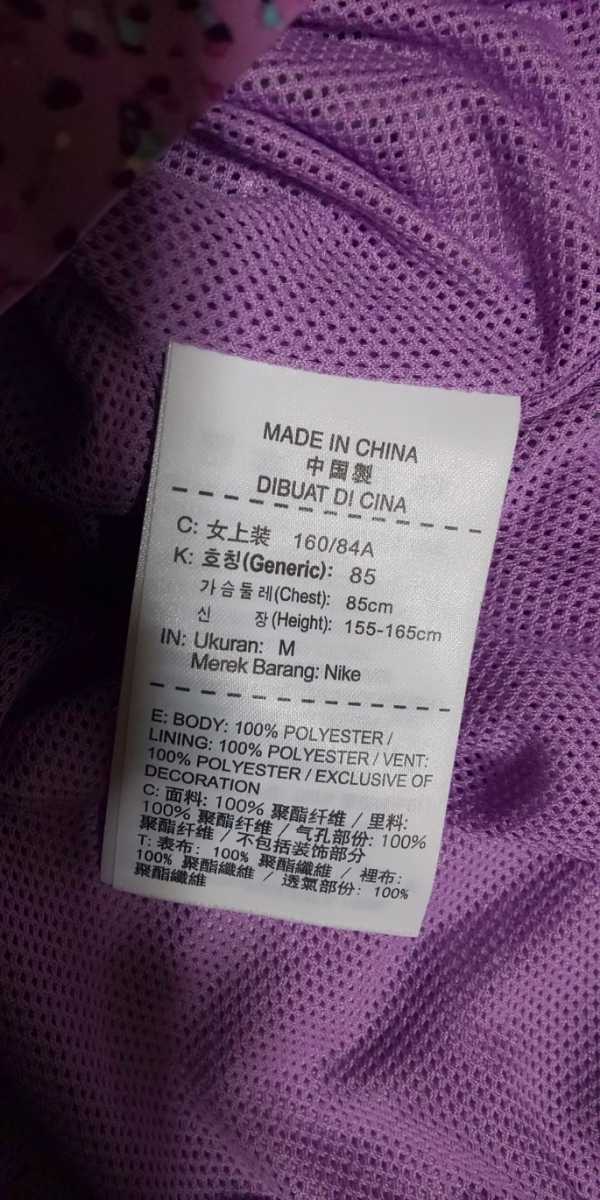 MADE IN CHINA
中国製
DIBUAT DI CINA
C: 女上装 160/84A
K: 호칭(Generic): 85
가슴둘레(Chest): 85cm
신 장(Height): 155-165cm
IN: Ukuran: M
Merek Barang: Nike
E: BODY: 100% POLYESTER /
LINING: 100% POLYESTER / VENT:
100% POLYESTER / EXCLUSIVE OF
DECORATION
C: 面料: 100% 聚酯纤维 / 里料:
100% 聚酯纤维 / 气孔部份: 100%
聚酯纤维 / 不包括装饰部分
T: 表布: 100% 聚酯纖維 / 裡布:
100% 聚酯纖維 / 透氣部份: 100%
聚酯纖維